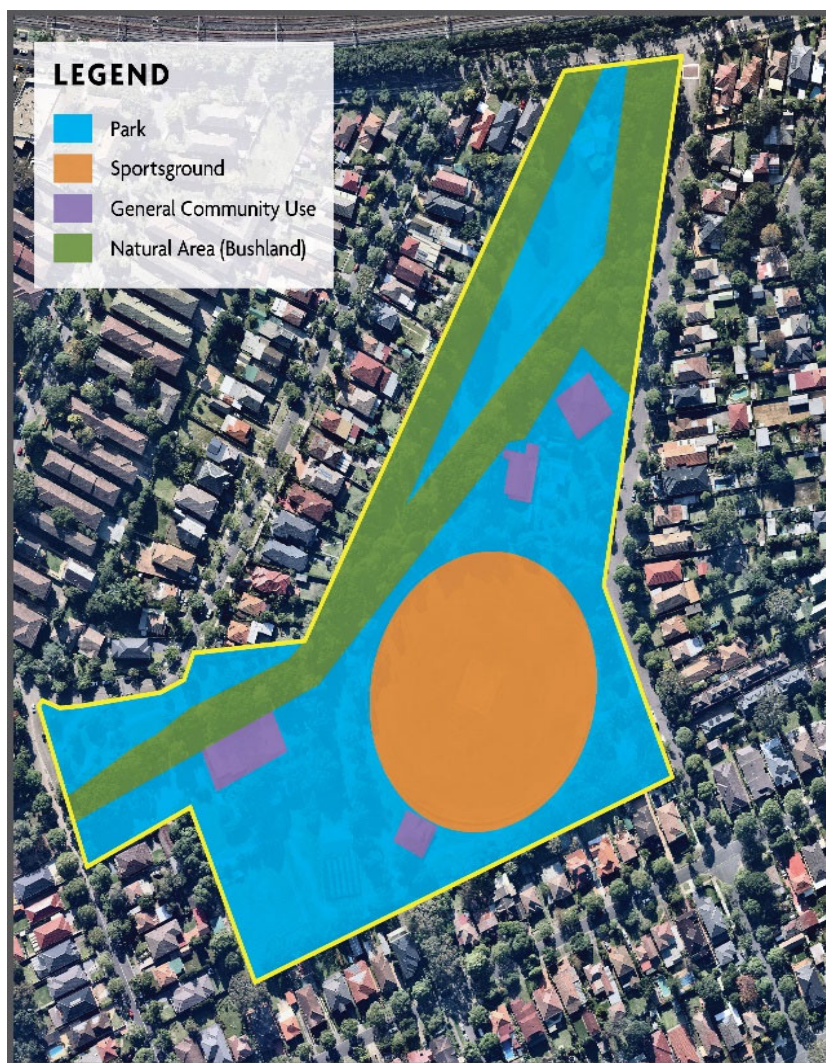 LEGEND
Park
Sportsground
General Community Use
Natural Area (Bushland)